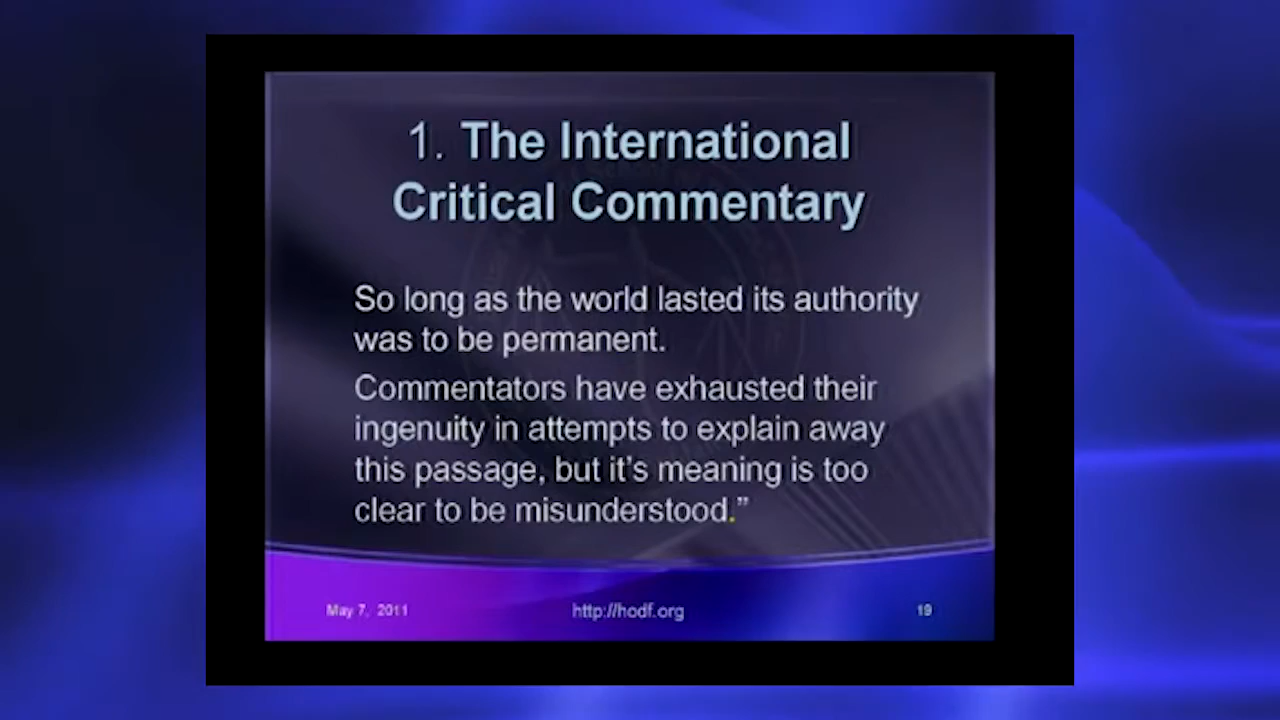 1. The International
Critical Commentary
So long as the world lasted its authority
was to be permanent.
Commentators have exhausted their
ingenuity in attempts to explain away
this passage, but it’s meaning is too
clear to be misunderstood.”
May 7, 2011
http://hodf.org
19